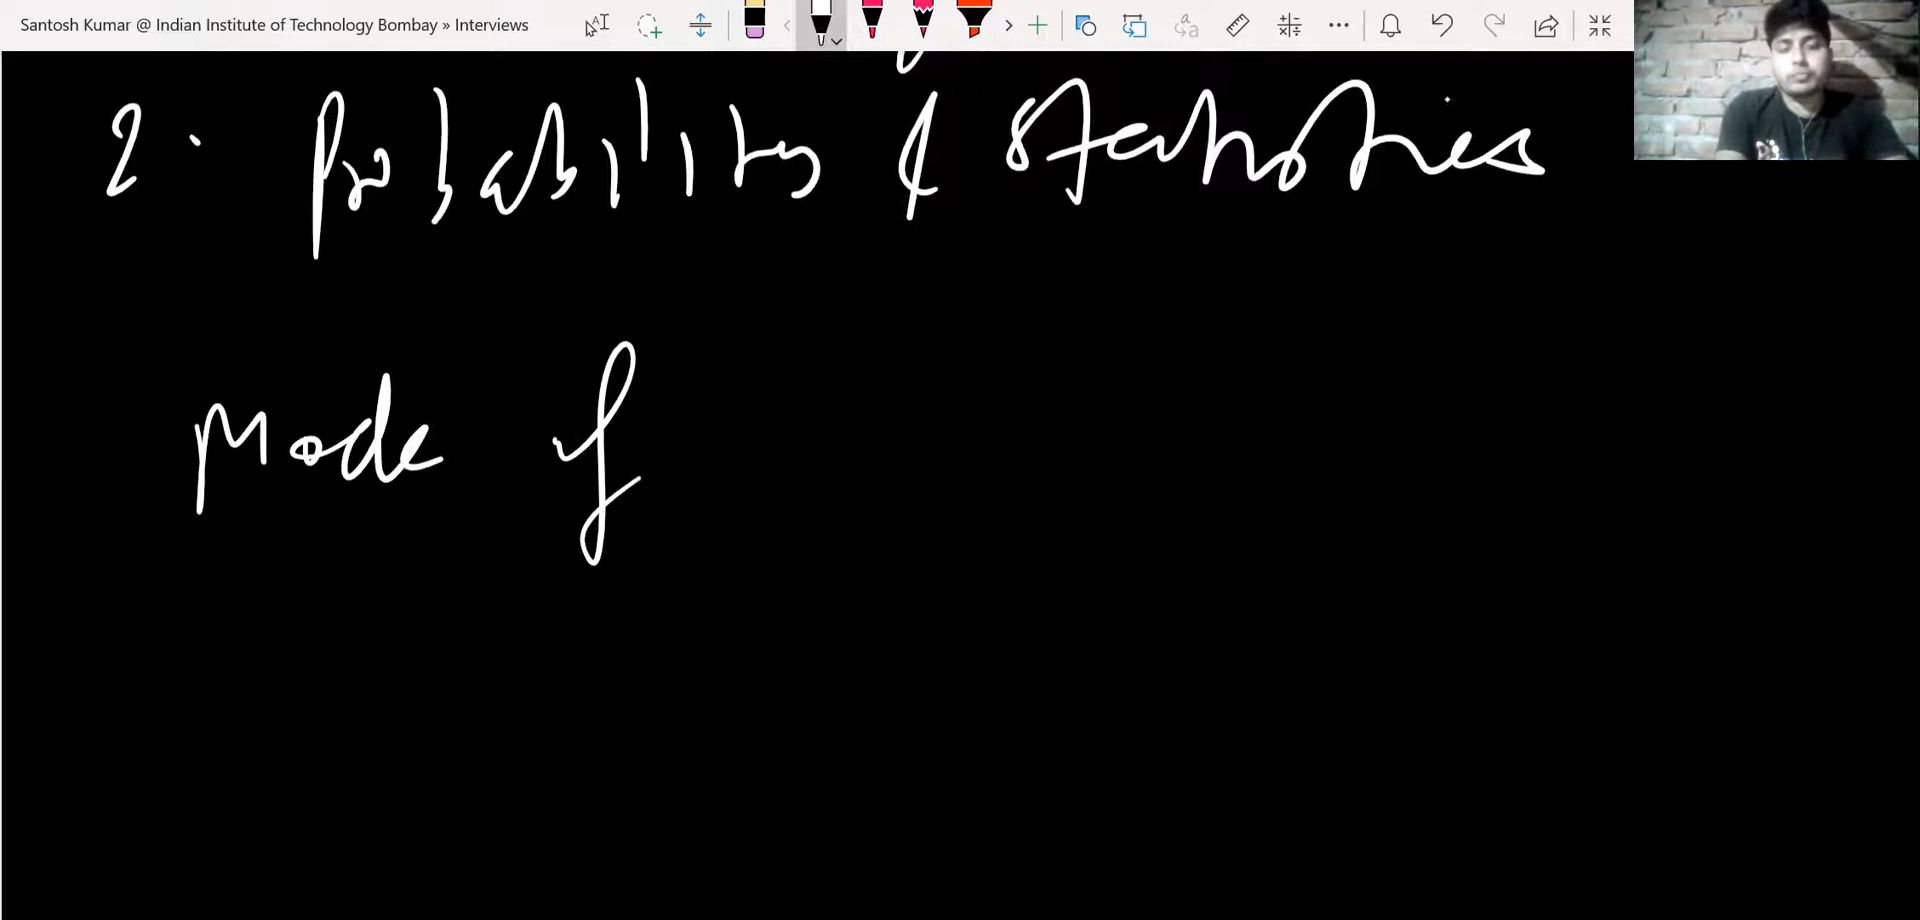 Santosh Kumar @ Indian Institute of Technology Bombay » Interviews
2. Probability & Statistics
Mode of